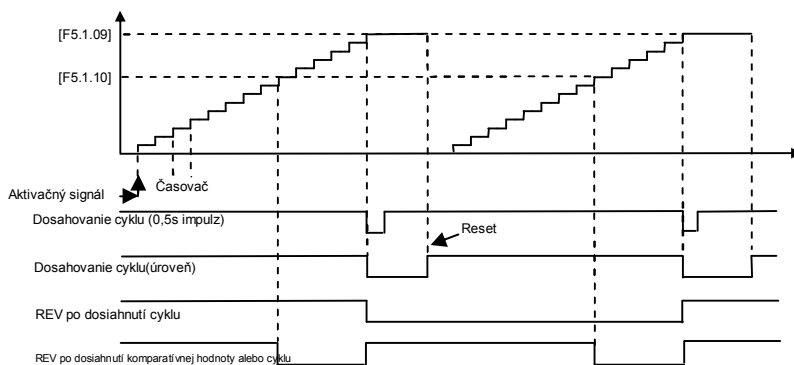 [F5.1.09]
[F5.1.10]
Časovač
Aktivačný signál
Dosahovanie cyklu (0,5s impulz)
Reset
Dosahovanie cyklu(úroveň)
REV po dosiahnutí cyklu
REV po dosiahnutí komparatívnej hodnoty alebo cyklu